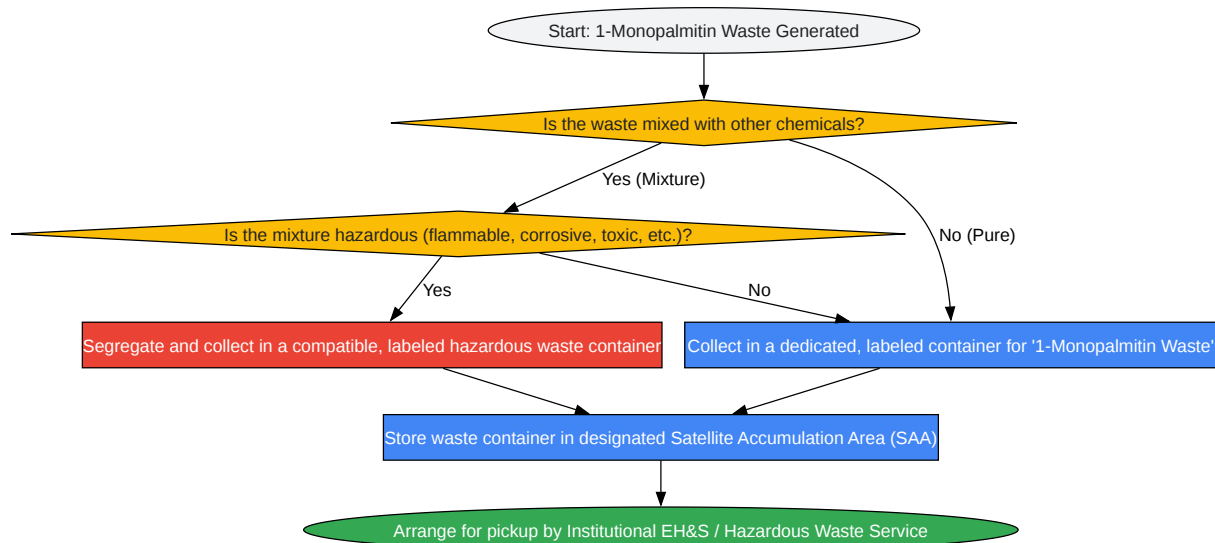 Start: 1-Monopalmitin Waste Generated
Is the waste mixed with other chemicals?
Yes (Mixture)
Is the mixture hazardous (flammable, corrosive, toxic, etc.)?
No (Pure)
Yes
No
Segregate and collect in a compatible, labeled hazardous waste container
Collect in a dedicated, labeled container for '1-Monopalmitin Waste'
Store waste container in designated Satellite Accumulation Area (SAA)
Arrange for pickup by Institutional EH&S / Hazardous Waste Service